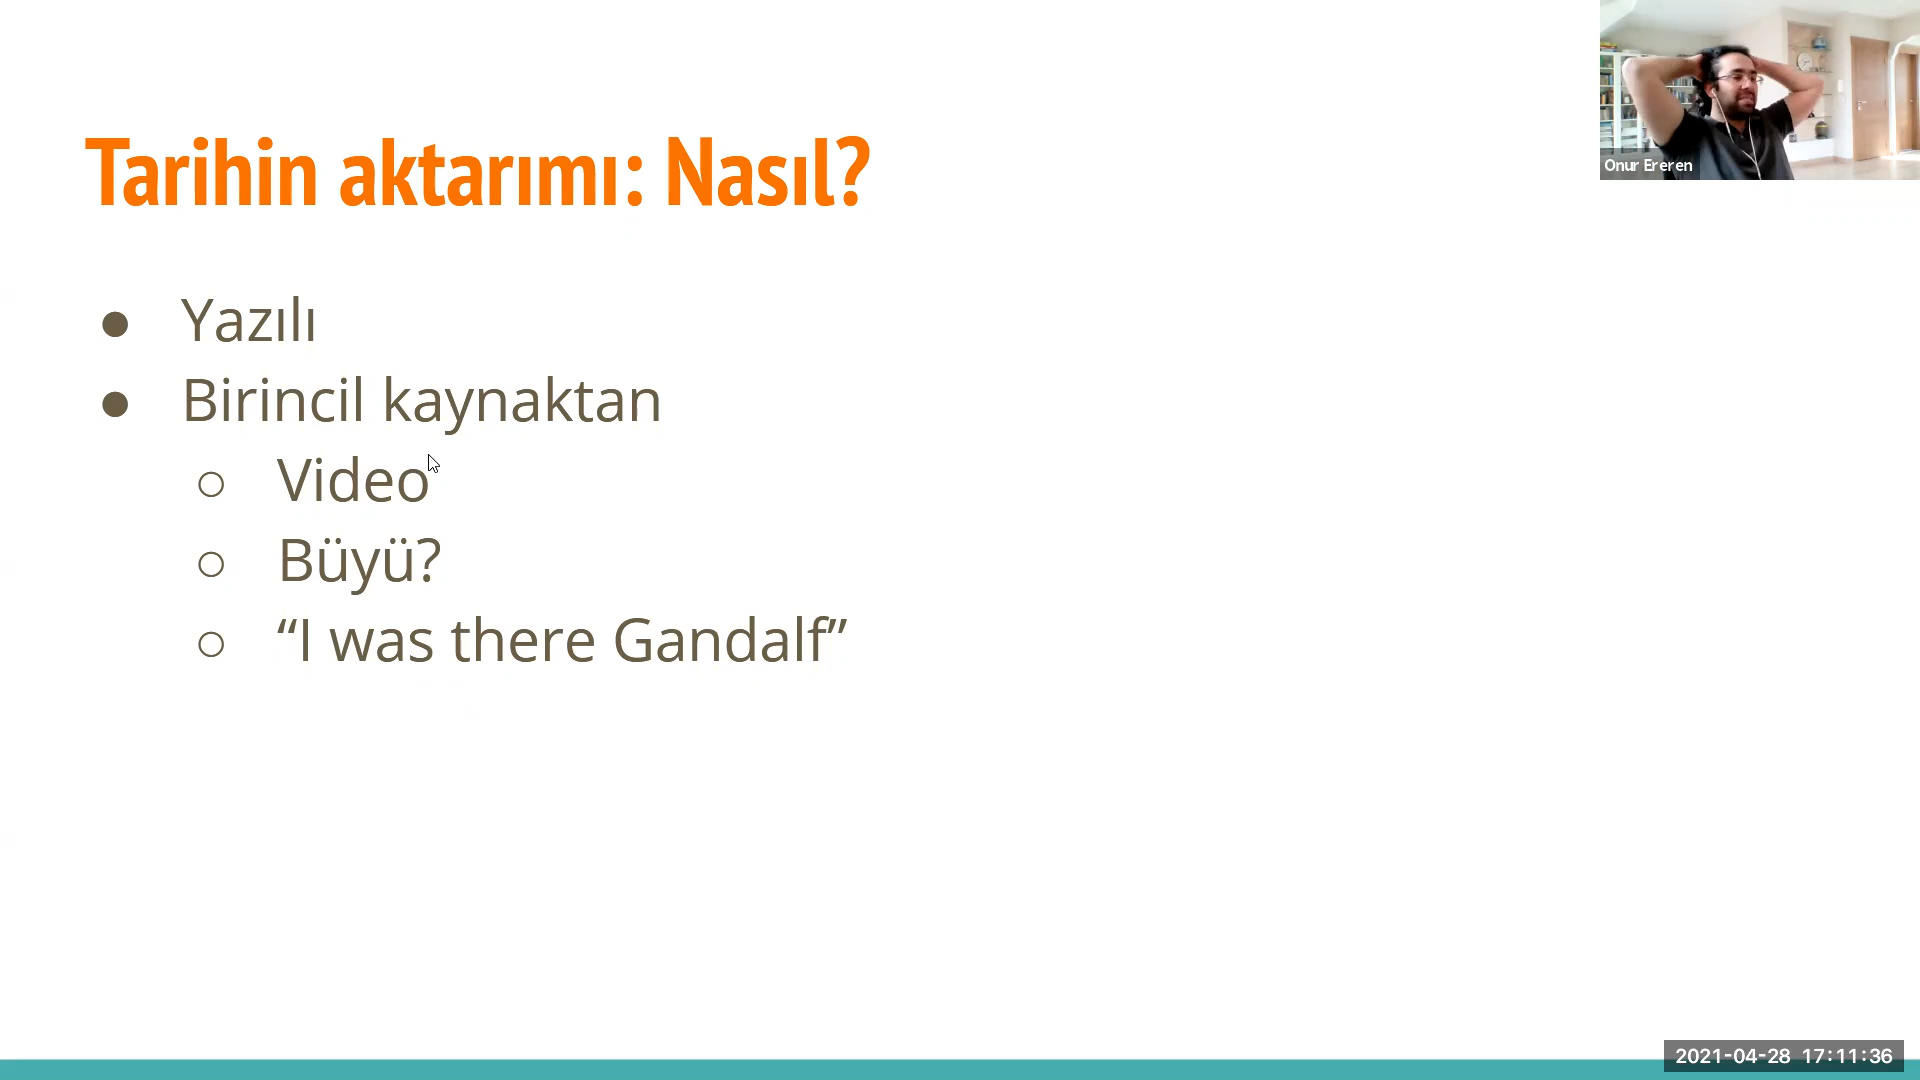 Tarihin aktarımı: Nasıl?
● Yazılı
● Birincil kaynaktan
○ Video
○ Büyü?
○ “I was there Gandalf”
Onur Ereren
2021-04-28 17:11:36